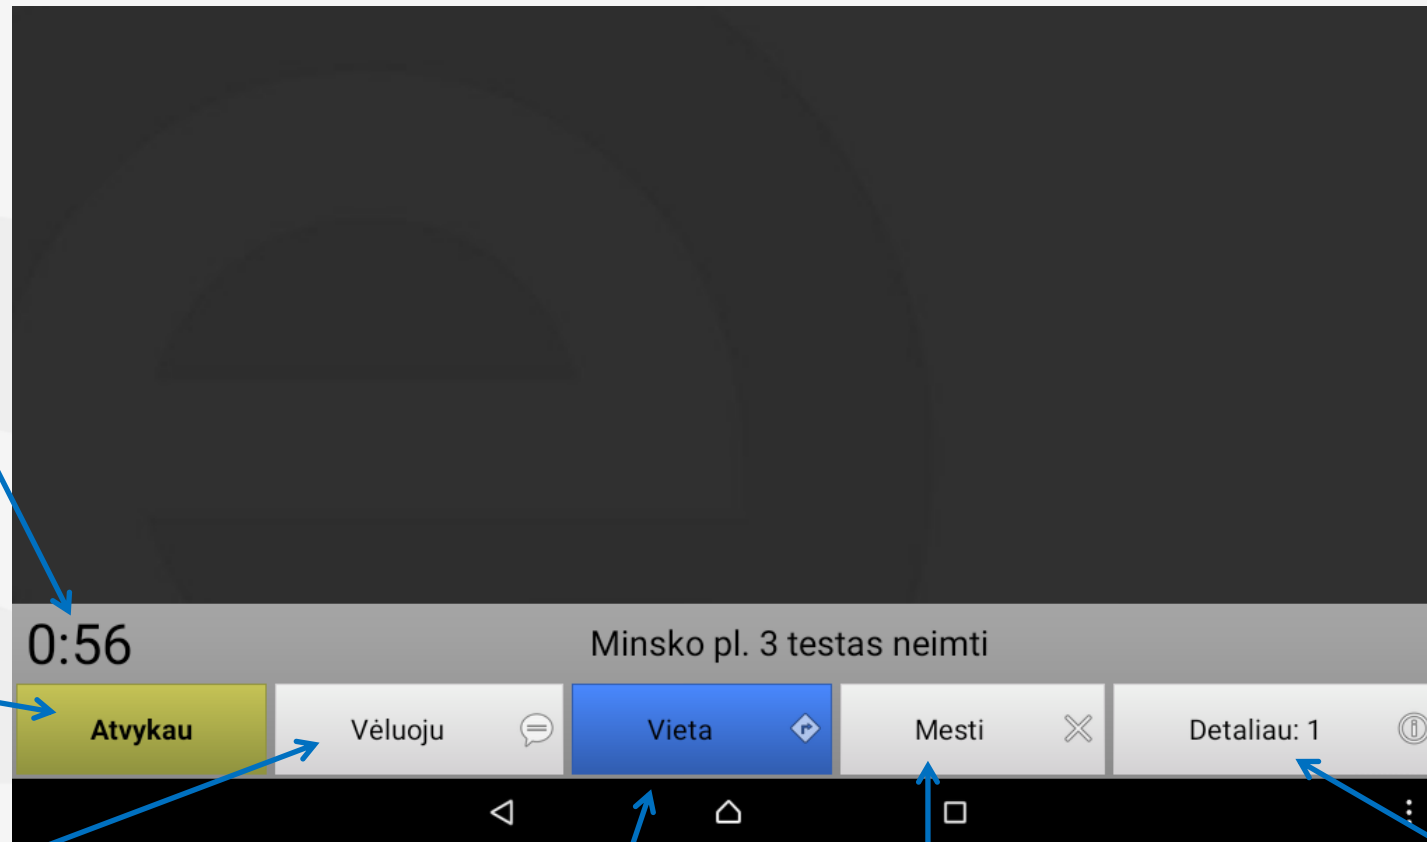 0:56
Minsko pl. 3 testas neimti
Atvykau
Vėluoju
Vieta
Mesti
Detaliau: 1